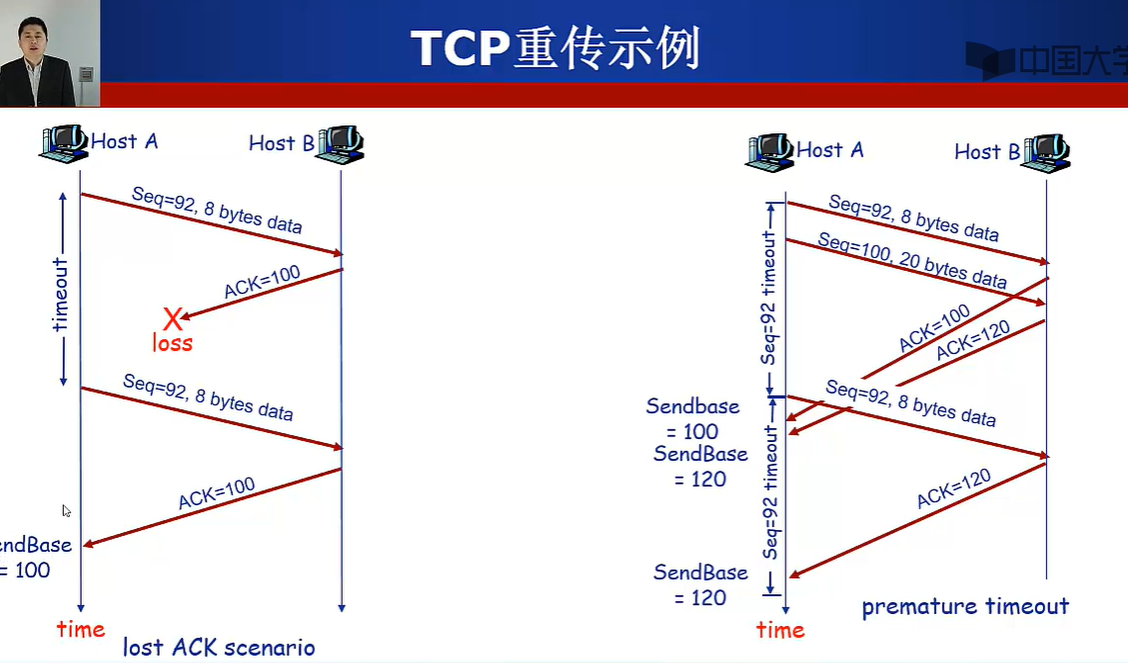 TCP重传示例
中国大学
Host A
Host B
Seq=92, 8 bytes data
timeout
ACK=100
X
loss
Seq=92, 8 bytes data
ACK=100
endBase
= 100
time
lost ACK scenario
Host A
Host B
Seq=92, 8 bytes data
Seq=100, 20 bytes data
Seq=92 timeout
ACK=100
ACK=120
Seq=92, 8 bytes data
Sendbase
= 100
SendBase
= 120
Seq=92 timeout
ACK=120
SendBase
= 120
premature timeout
time